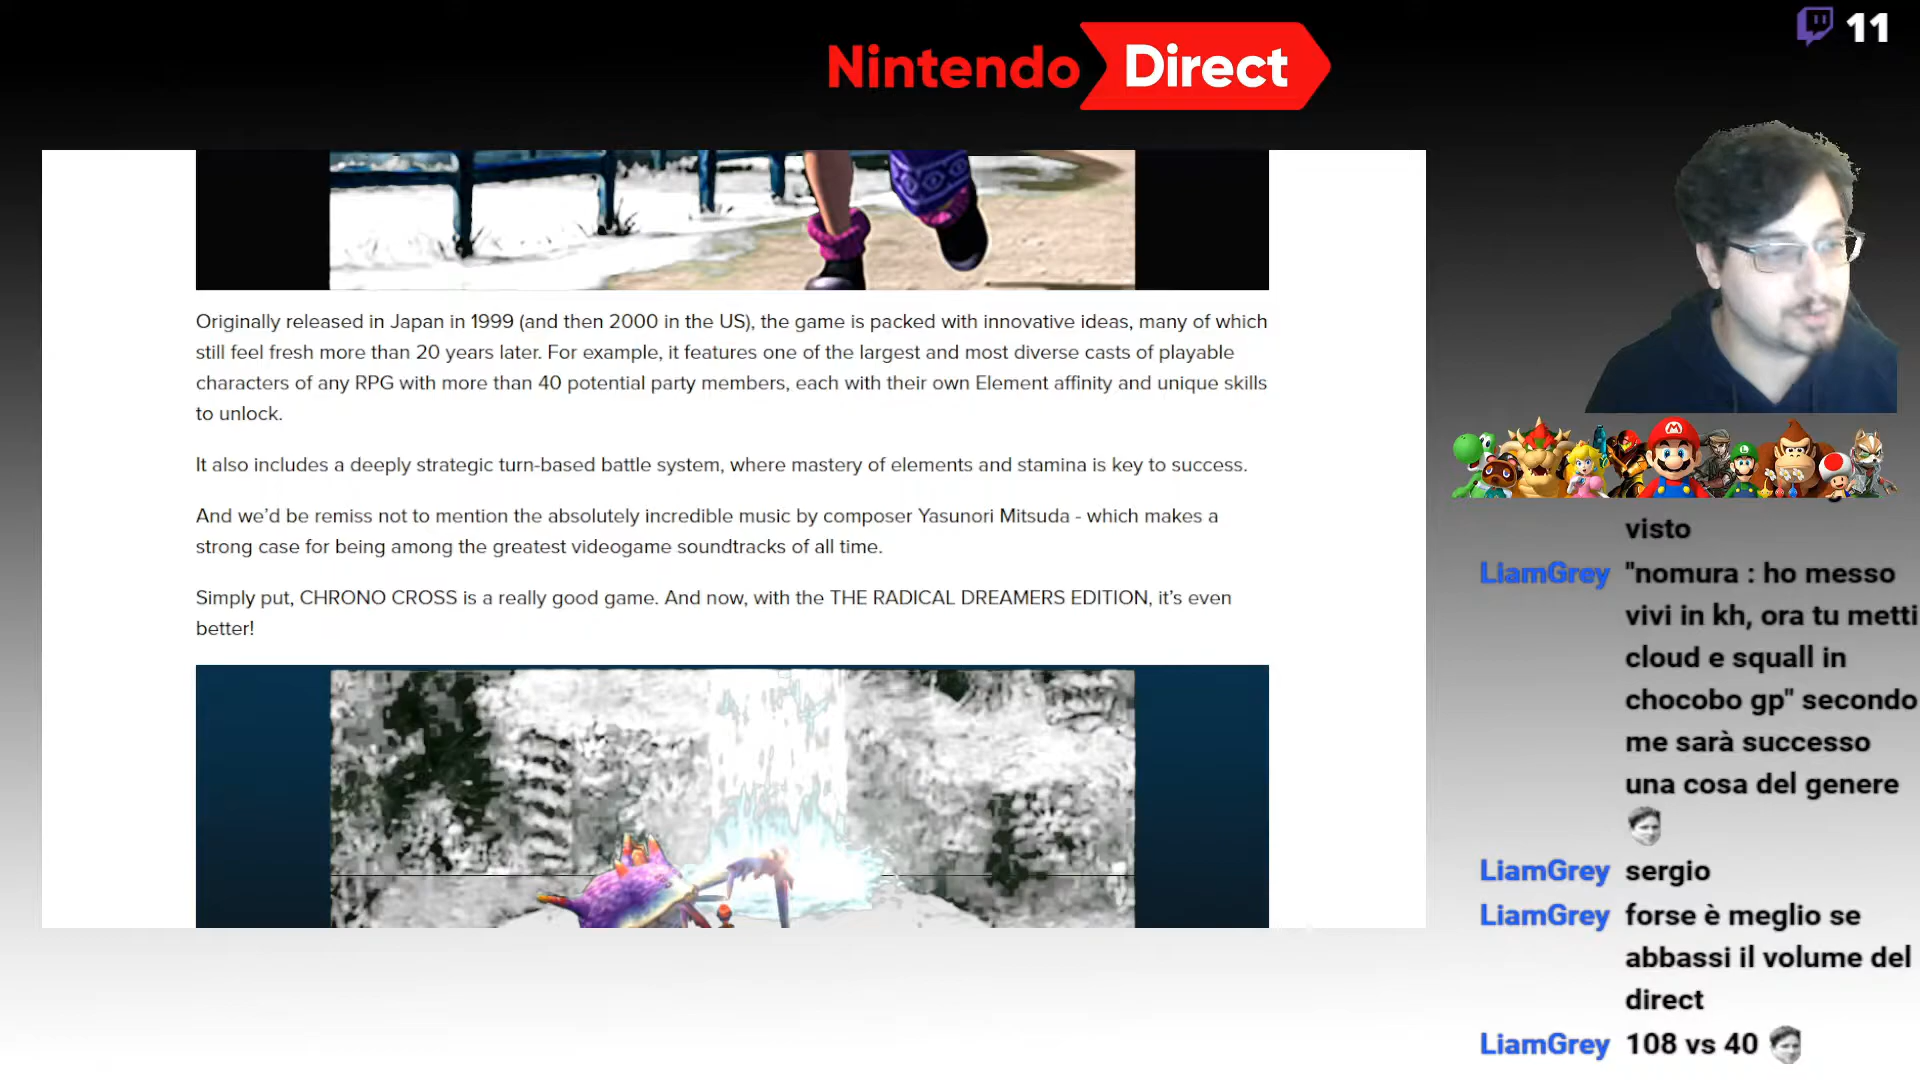 Nintendo Direct
11
Originally released in Japan in 1999 (and then 2000 in the US), the game is packed with innovative ideas, many of which
still feel fresh more than 20 years later. For example, it features one of the largest and most diverse casts of playable
characters of any RPG with more than 40 potential party members, each with their own Element affinity and unique skills
to unlock.
It also includes a deeply strategic turn-based battle system, where mastery of elements and stamina is key to success.
And we’d be remiss not to mention the absolutely incredible music by composer Yasunori Mitsuda - which makes a
strong case for being among the greatest videogame soundtracks of all time.
Simply put, CHRONO CROSS is a really good game. And now, with the THE RADICAL DREAMERS EDITION, it’s even
better!
visto
LiamGrey "nomura : ho messo
vivi in kh, ora tu metti
cloud e squall in
chocobo gp" secondo
me sarà successo
una cosa del genere
LiamGrey sergio
LiamGrey forse è meglio se
abbassi il volume del
direct
LiamGrey 108 vs 40